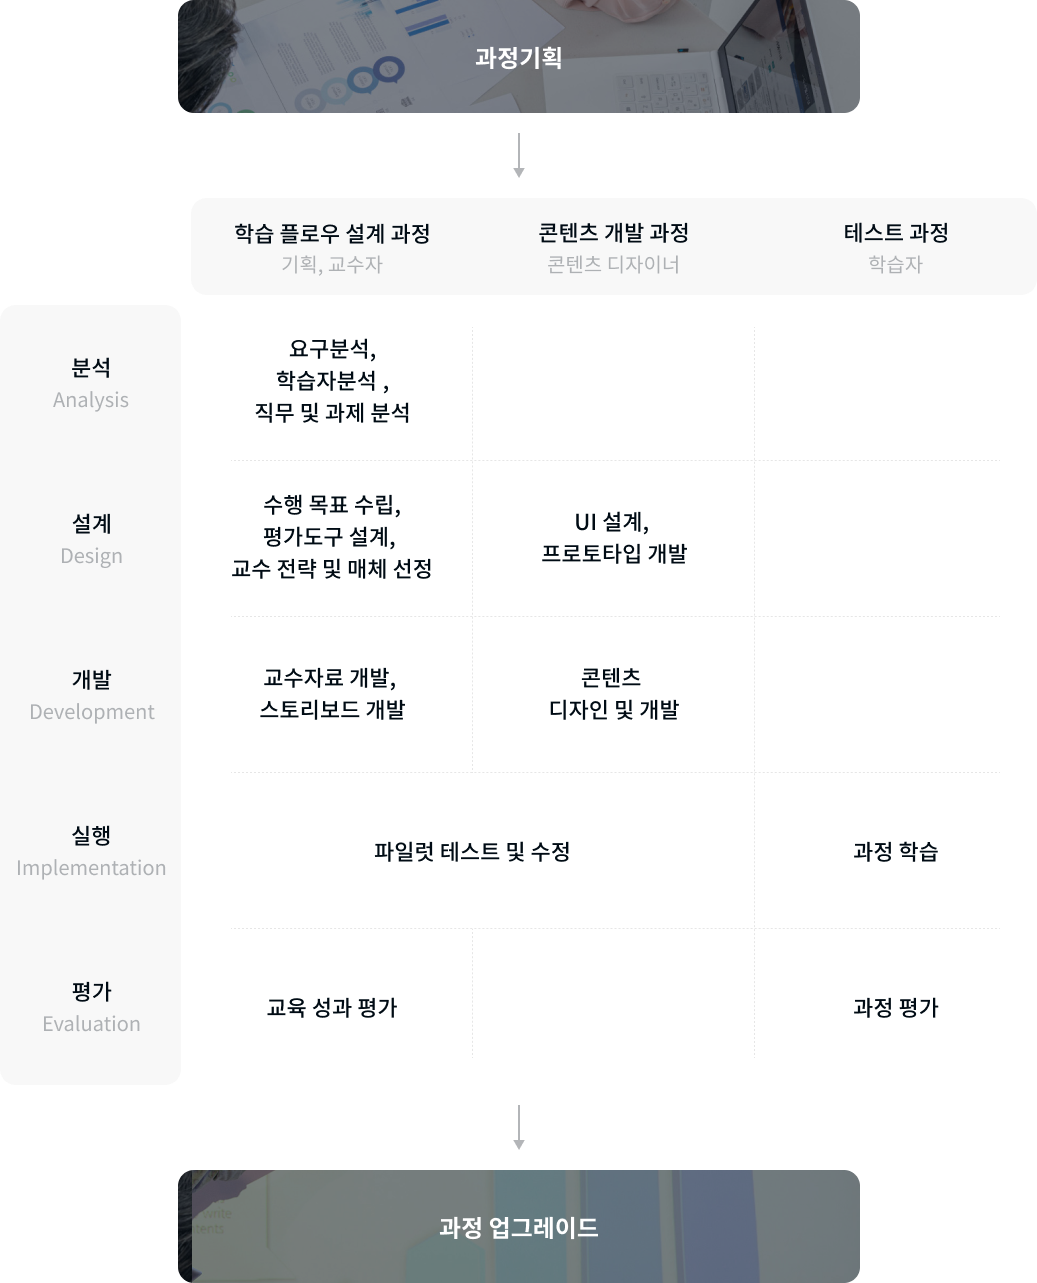 과정기획
학습 플로우 설계 과정
기획, 교수자
콘텐츠 개발 과정
콘텐츠 디자이너
테스트 과정
학습자
분석
Analysis
요구분석,
학습자분석 ,
직무 및 과제 분석
설계
Design
수행 목표 수립,
평가도구 설계,
교수 전략 및 매체 선정
UI 설계,
프로토타입 개발
개발
Development
교수자료 개발,
스토리보드 개발
콘텐츠
디자인 및 개발
실행
Implementation
파일럿 테스트 및 수정
과정 학습
평가
Evaluation
교육 성과 평가
과정 평가
과정 업그레이드